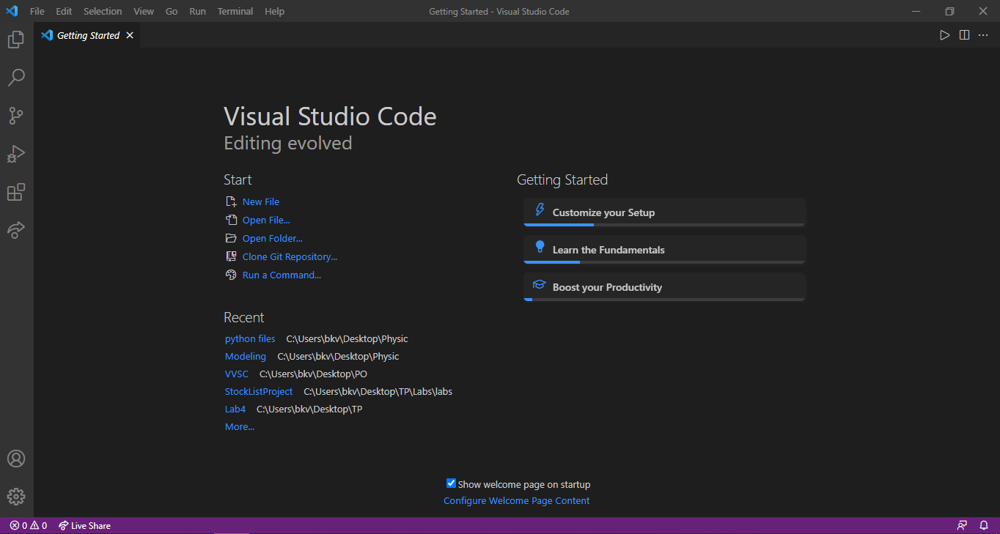 File Edit Selection View Go Run Terminal Help Getting Started - Visual Studio Code
Getting Started
Visual Studio Code
Editing evolved
Start
New File
Open File...
Open Folder...
Clone Git Repository...
Run a Command...
Recent
python files C:\Users\bkv\Desktop\Physic
Modeling C:\Users\bkv\Desktop\Physic
VVSC C:\Users\bkv\Desktop\PO
StockListProject C:\Users\bkv\Desktop\TP\Labs\labs
Lab4 C:\Users\bkv\Desktop\TP
More...
Getting Started
Customize your Setup
Learn the Fundamentals
Boost your Productivity
Show welcome page on startup
Configure Welcome Page Content
0 0 Live Share